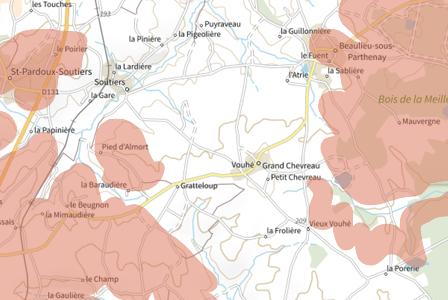 les Touches
193
Puyraveau
la Pinière
la Pigeolière
la Guillonnière
le Poirier
Beaulieu-sous-
Parthenay
le Fuent
St-Pardoux-Soutiers
la Lardière
Soutiers
l'Atrie
la Sablière
D131
la Gare
Bois de la Meille
la Papinière
Mauvergne
Pied d'Almort
Vouhé
Grand Chevreau
Petit Chevreau
la Baraudière
Gratteloup
le Beugnon
la Mimaudière
ssais
209
Vieux Vouhé
la Frolière
la Porerie
le Champ
la Gaulière